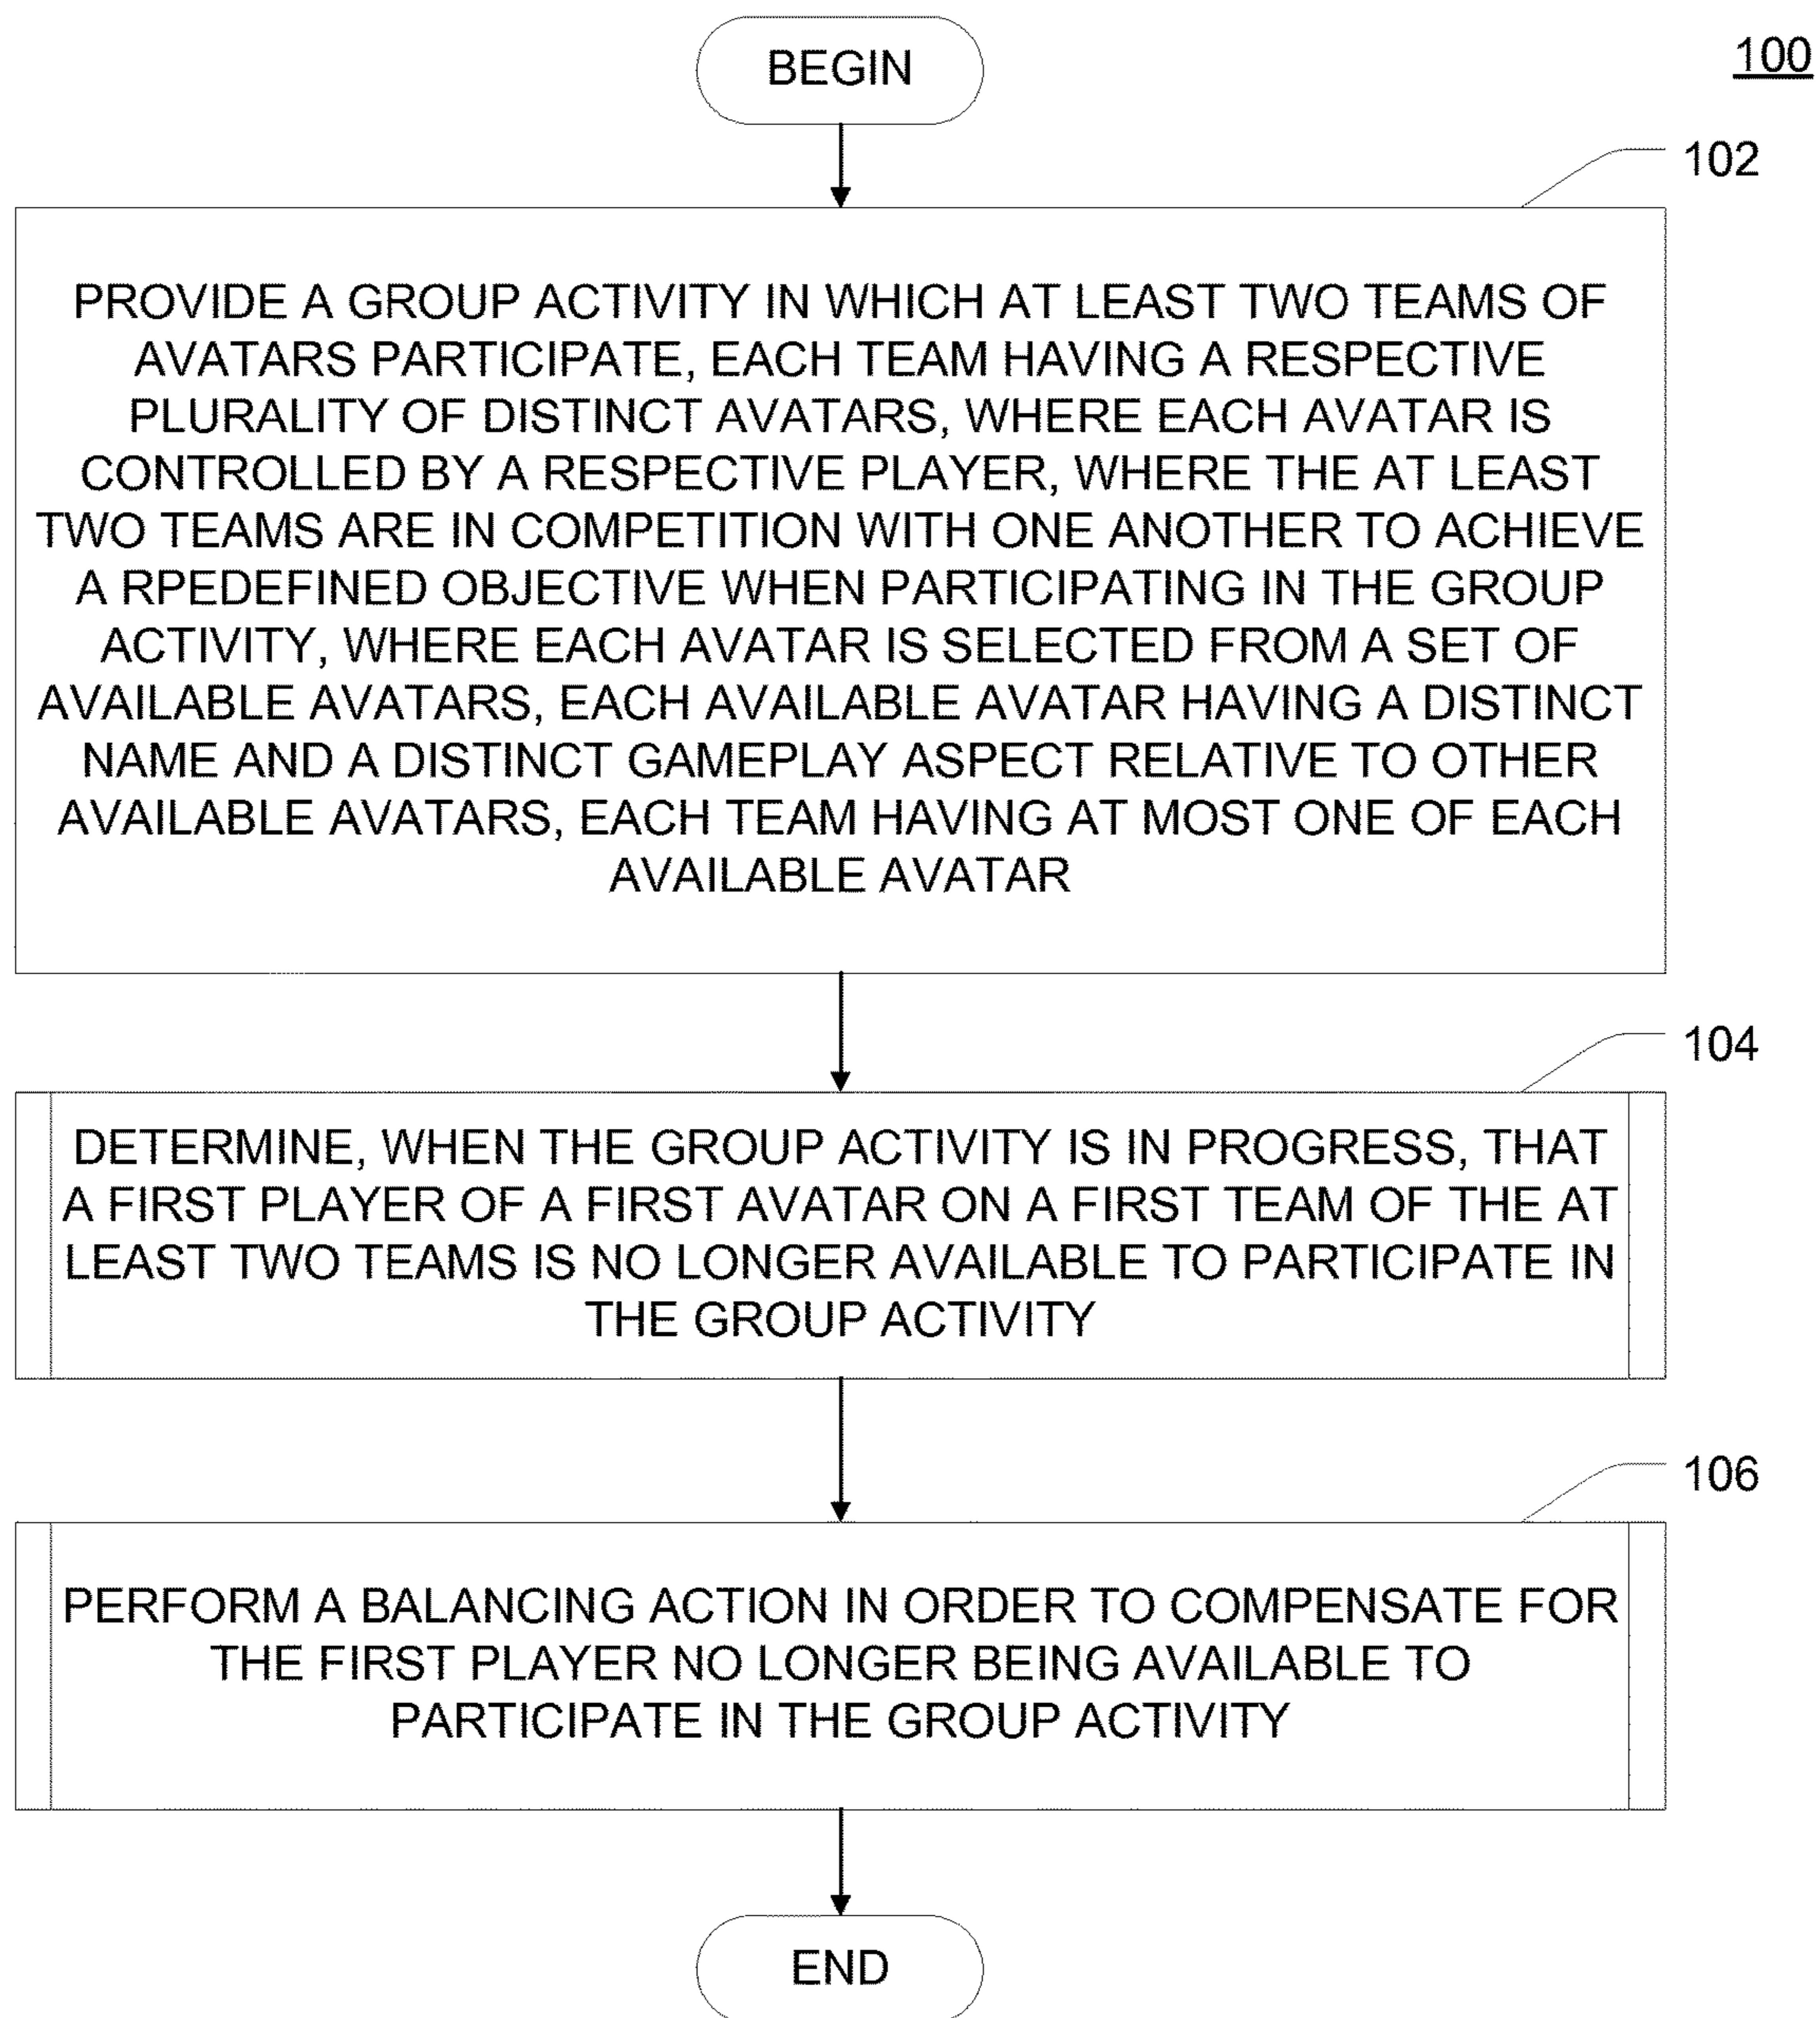 BEGIN
100
102
PROVIDE A GROUP ACTIVITY IN WHICH AT LEAST TWO TEAMS OF
AVATARS PARTICIPATE, EACH TEAM HAVING A RESPECTIVE
PLURALITY OF DISTINCT AVATARS, WHERE EACH AVATAR IS
CONTROLLED BY A RESPECTIVE PLAYER, WHERE THE AT LEAST
TWO TEAMS ARE IN COMPETITION WITH ONE ANOTHER TO ACHIEVE
A RPEDEFINED OBJECTIVE WHEN PARTICIPATING IN THE GROUP
ACTIVITY, WHERE EACH AVATAR IS SELECTED FROM A SET OF
AVAILABLE AVATARS, EACH AVAILABLE AVATAR HAVING A DISTINCT
NAME AND A DISTINCT GAMEPLAY ASPECT RELATIVE TO OTHER
AVAILABLE AVATARS, EACH TEAM HAVING AT MOST ONE OF EACH
AVAILABLE AVATAR
104
DETERMINE, WHEN THE GROUP ACTIVITY IS IN PROGRESS, THAT
A FIRST PLAYER OF A FIRST AVATAR ON A FIRST TEAM OF THE AT
LEAST TWO TEAMS IS NO LONGER AVAILABLE TO PARTICIPATE IN
THE GROUP ACTIVITY
106
PERFORM A BALANCING ACTION IN ORDER TO COMPENSATE FOR
THE FIRST PLAYER NO LONGER BEING AVAILABLE TO
PARTICIPATE IN THE GROUP ACTIVITY
END